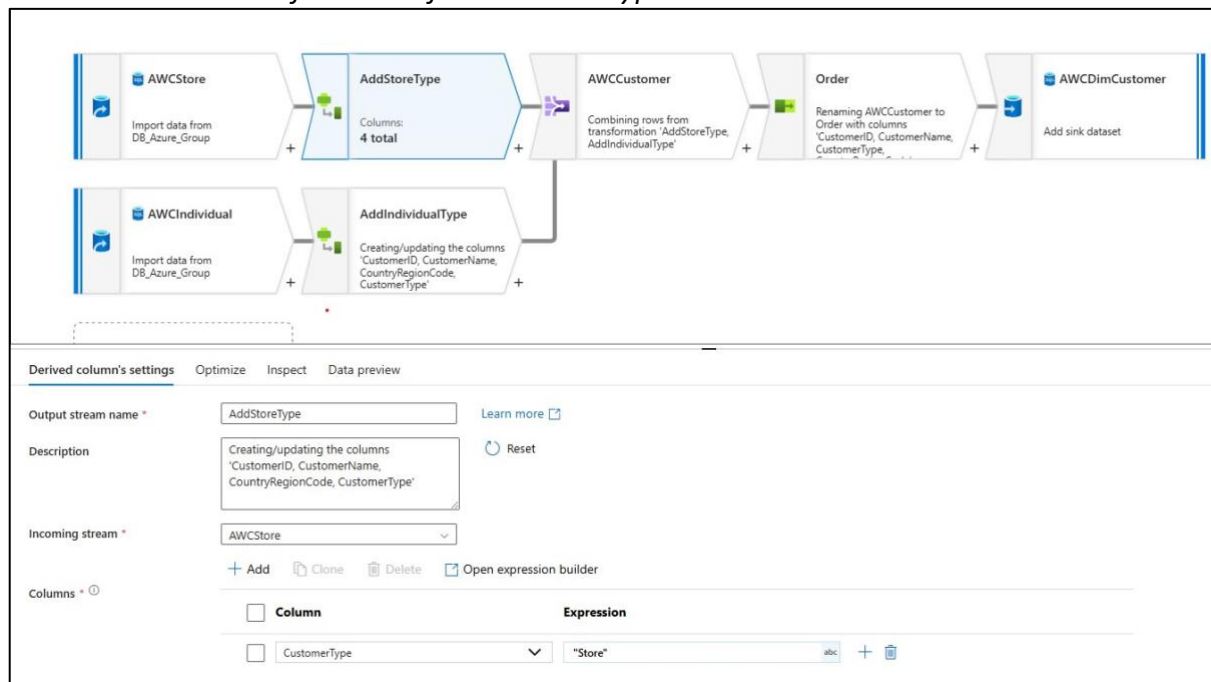 AWCStore
Import data from
DB_Azure_Group
+
AddStoreType
Columns:
4 total
+
AWCCustomer
Combining rows from
transformation 'AddStoreType,
AddIndividualType'
+
Order
Renaming AWCCustomer to
Order with columns
'CustomerID, CustomerName,
CustomerType,
+
AWCDimCustomer
Add sink dataset
AWCIndividual
Import data from
DB_Azure_Group
+
AddIndividualType
Creating/updating the columns
'CustomerID, CustomerName,
CountryRegionCode,
CustomerType'
+
Derived column's settings Optimize Inspect Data preview
Output stream name * AddStoreType Learn more
Description Creating/updating the columns
'CustomerID, CustomerName,
CountryRegionCode, CustomerType'
Reset
Incoming stream * AWCStore
+ Add Clone Delete Open expression builder
Columns *
Column Expression
CustomerType "Store" abc +